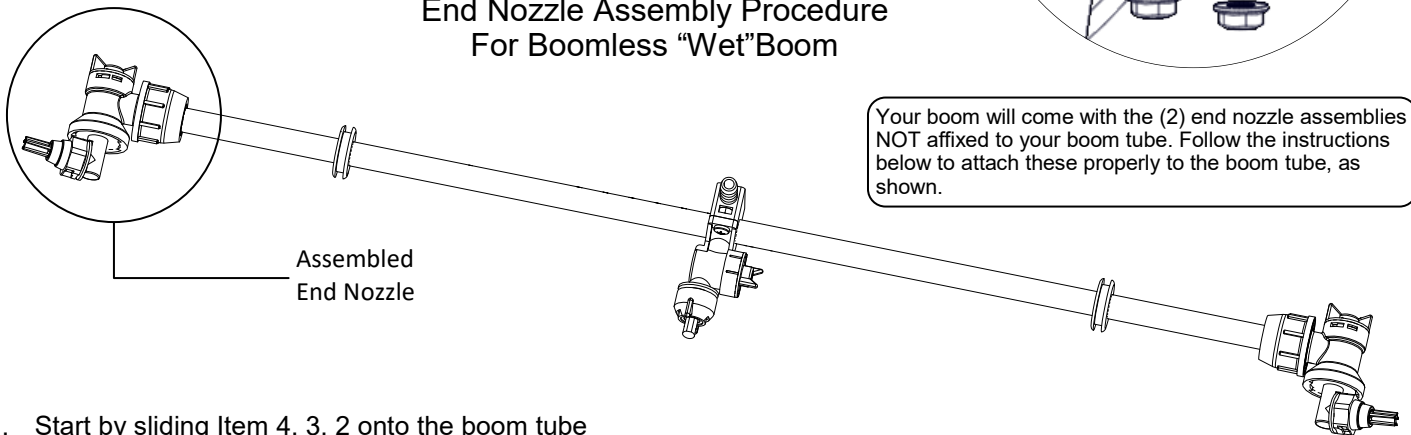 End Nozzle Assembly Procedure
For Boomless “Wet”Boom
Your boom will come with the (2) end nozzle assemblies
NOT affixed to your boom tube. Follow the instructions
below to attach these properly to the boom tube, as
shown.
Assembled
End Nozzle
. Start by sliding Item 4, 3, 2 onto the boom tube